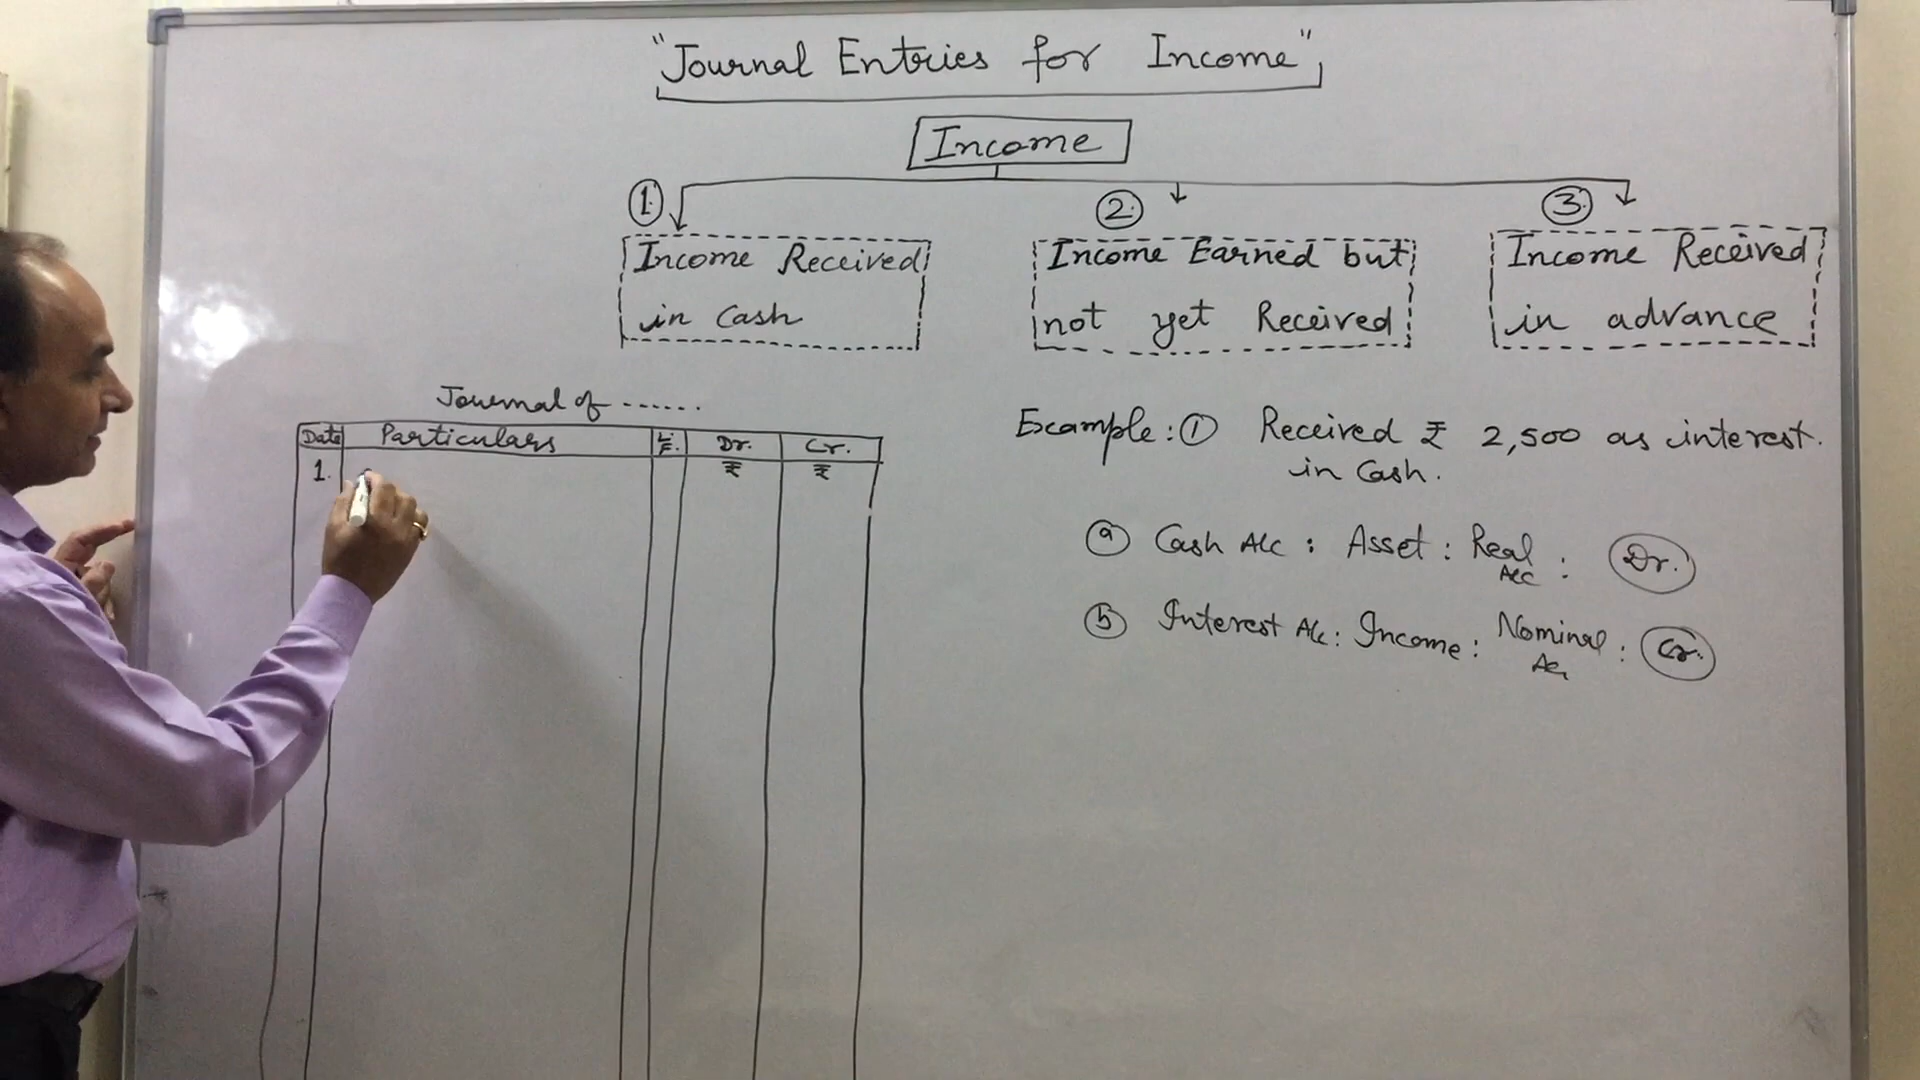 "Journal Entries for Income"
Income
1. 2. 3.
Income Received
in Cash
Income Earned but
not yet Received
Income Received
in advance
Journal of ......
Date Particulars L.F. Dr. Cr.
1. ₹ ₹
Example: 1 Received ₹ 2,500 as interest.
in Cash.
a Cash A/c : Asset : Real A/c : Dr.
b Interest A/c : Income : Nominal A/c : Cr.